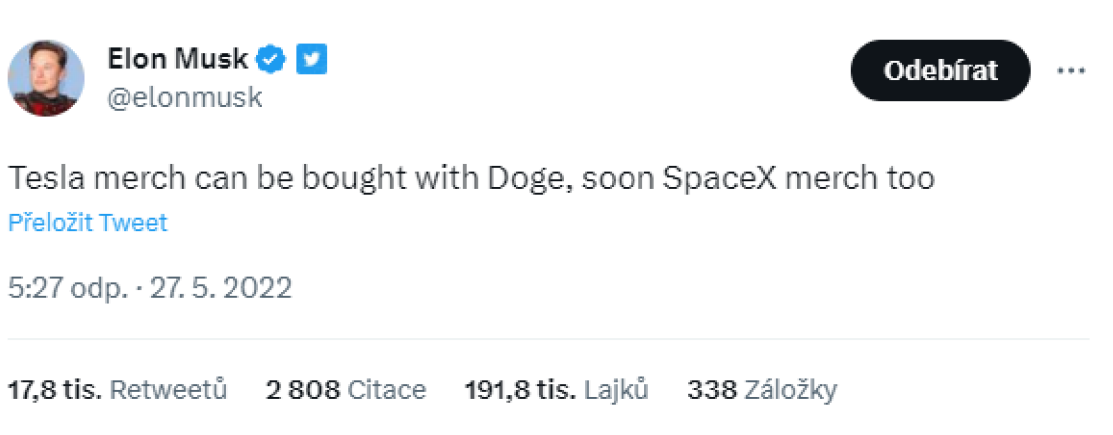 Elon Musk
@elonmusk
Odebírat
Tesla merch can be bought with Doge, soon SpaceX merch too
Přeložit Tweet
5:27 odp. · 27. 5. 2022
17,8 tis. Retweetů 2 808 Citace 191,8 tis. Lajků 338 Záložky